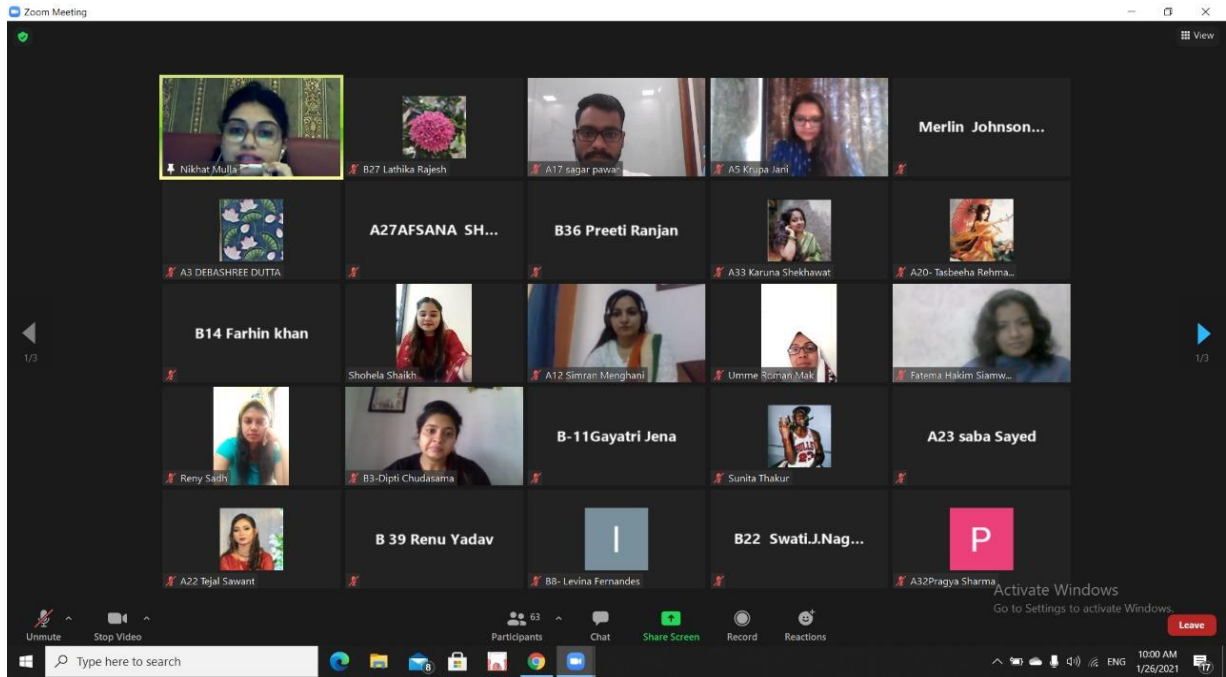 Zoom Meeting
View
Nikhat Mulla
B27 Lathika Rajesh
A17 sagar pawar
A5 Krupa Jani
Merlin Johnson...
A3 DEBASHREE DUTTA
A27AFSANA SH...
B36 Preeti Ranjan
A33 Karuna Shekhawat
A20- Tasbeeha Rehma...
B14 Farhin khan
Shohela Shaikh
A12 Simran Menghani
Umme Roman Mak
Fatema Hakim Siamw...
1/3
1/3
Reny Sadh
B3-Dipti Chudasama
B-11Gayatri Jena
BULLS
23
Sunita Thakur
A23 saba Sayed
A22 Tejal Sawant
B 39 Renu Yadav
I
B8- Levina Fernandes
B22 Swati.J.Nag...
P
A32Pragya Sharma
Activate Windows
Go to Settings to activate Windows.
Unmute
Stop Video
63
Participants
Chat
Share Screen
Record
Reactions
Leave
Type here to search
8
ENG
10:00 AM
1/26/2021
17